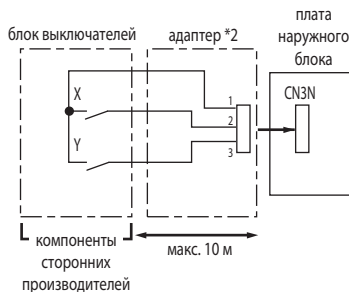 блок выключателей
адаптер *2
плата
наружного
блока
X
Y
1
2
3
CN3N
компоненты
сторонних
производителей
макс. 10 м